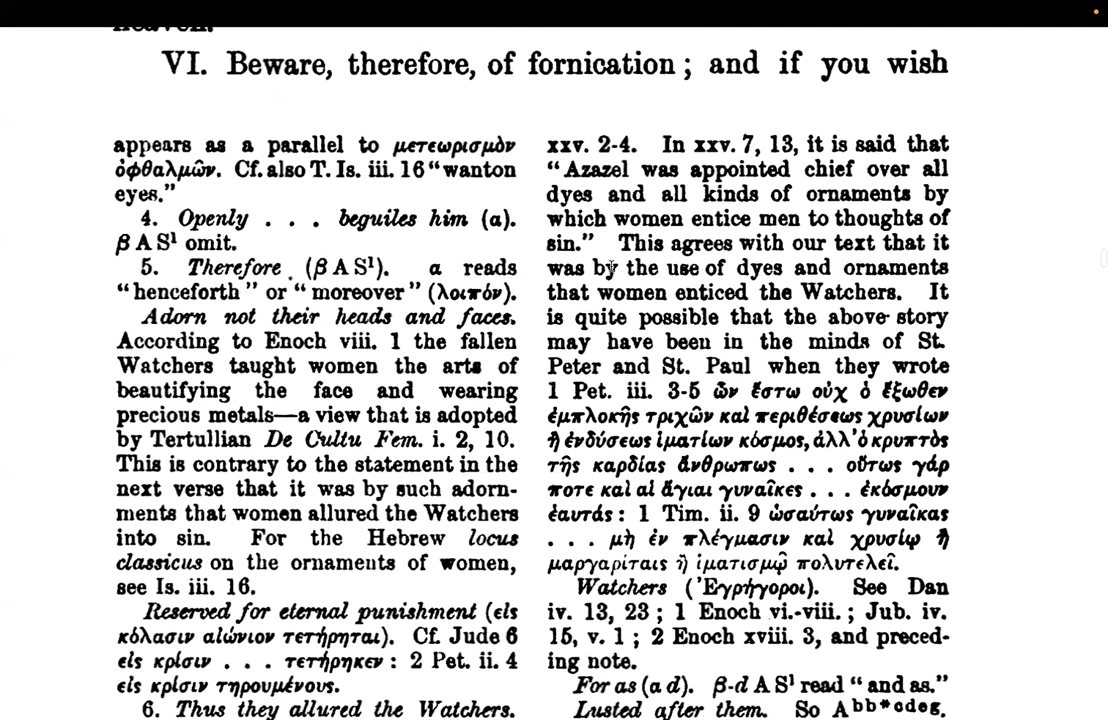 VI. Beware, therefore, of fornication ; and if you wish
appears as a parallel to μετεωρισμὸν
ὀφθαλμῶν. Cf. also T. Is. iii. 16 “wanton
eyes.”
4. Openly . . . beguiles him (α).
β A S¹ omit.
5. Therefore (β A S¹). α reads
“henceforth” or “moreover” (λοιπόν).
Adorn not their heads and faces.
According to Enoch viii. 1 the fallen
Watchers taught women the arts of
beautifying the face and wearing
precious metals—a view that is adopted
by Tertullian De Cultu Fem. i. 2, 10.
This is contrary to the statement in the
next verse that it was by such adorn-
ments that women allured the Watchers
into sin. For the Hebrew locus
classicus on the ornaments of women,
see Is. iii. 16.
Reserved for eternal punishment (εἰς
κόλασιν αἰώνιον τετήρηται). Cf. Jude 6
εἰς κρίσιν . . . τετήρηκεν : 2 Pet. ii. 4
εἰς κρίσιν τηρουμένους.
6. Thus they allured the Watchers.
xxv. 2-4. In xxv. 7, 13, it is said that
“Azazel was appointed chief over all
dyes and all kinds of ornaments by
which women entice men to thoughts of
sin.” This agrees with our text that it
was by the use of dyes and ornaments
that women enticed the Watchers. It
is quite possible that the above story
may have been in the minds of St.
Peter and St. Paul when they wrote
1 Pet. iii. 3-5 ὧν ἔστω οὐχ ὁ ἔξωθεν
ἐμπλοκῆς τριχῶν καὶ περιθέσεως χρυσίων
ἢ ἐνδύσεως ἱματίων κόσμος, ἀλλ’ ὁ κρυπτὸς
τῆς καρδίας ἄνθρωπος . . . οὕτως γάρ
ποτε καὶ αἱ ἅγιαι γυναῖκες . . . ἐκόσμουν
ἑαυτάς : 1 Tim. ii. 9 ὡσαύτως γυναῖκας
. . . μὴ ἐν πλέγμασιν καὶ χρυσίῳ ἢ
μαργαρίταις ἢ ἱματισμῷ πολυτελεῖ.
Watchers (Ἐγρήγοροι). See Dan
iv. 13, 23 ; 1 Enoch vi.-viii. ; Jub. iv.
15, v. 1 ; 2 Enoch xviii. 3, and preced-
ing note.
For as (α d). β-d A S¹ read “and as.”
Lusted after them. So Abb*cdeg,